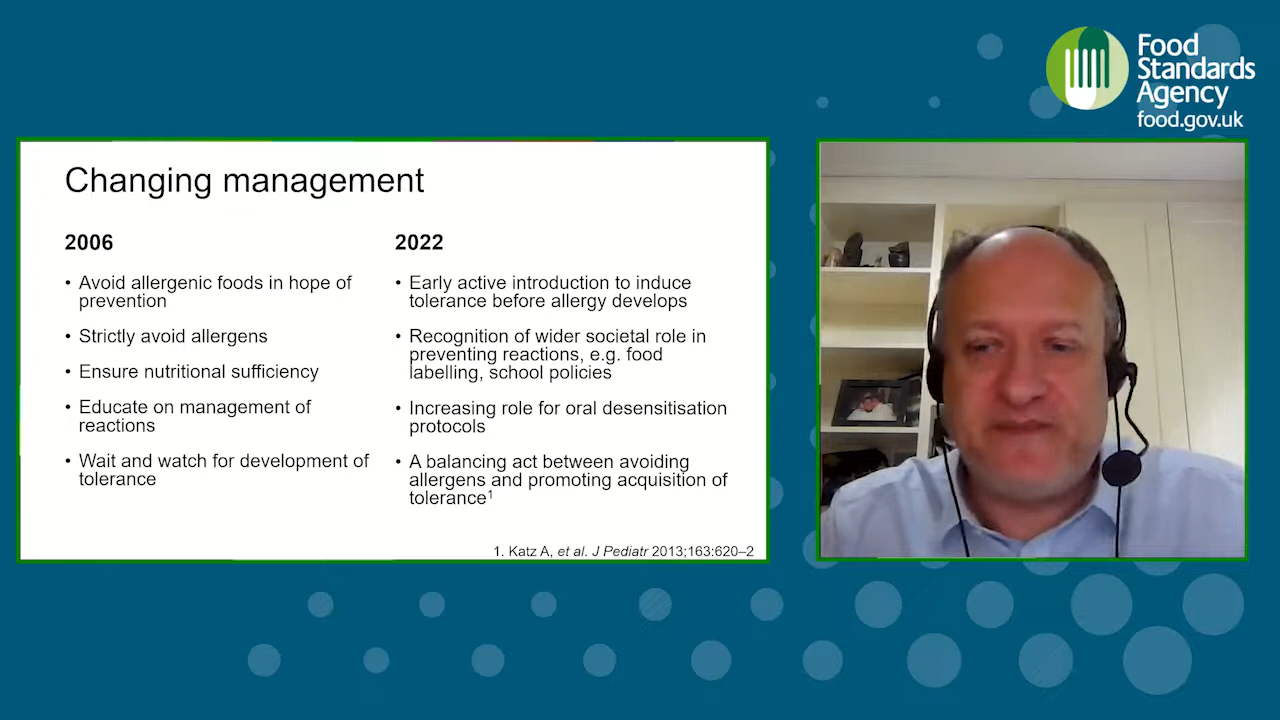 Food
Standards
Agency
food.gov.uk
Changing management
2006
• Avoid allergenic foods in hope of
prevention
• Strictly avoid allergens
• Ensure nutritional sufficiency
• Educate on management of
reactions
• Wait and watch for development of
tolerance
2022
• Early active introduction to induce
tolerance before allergy develops
• Recognition of wider societal role in
preventing reactions, e.g. food
labelling, school policies
• Increasing role for oral desensitisation
protocols
• A balancing act between avoiding
allergens and promoting acquisition of
tolerance¹
1. Katz A, et al. J Pediatr 2013;163:620–2